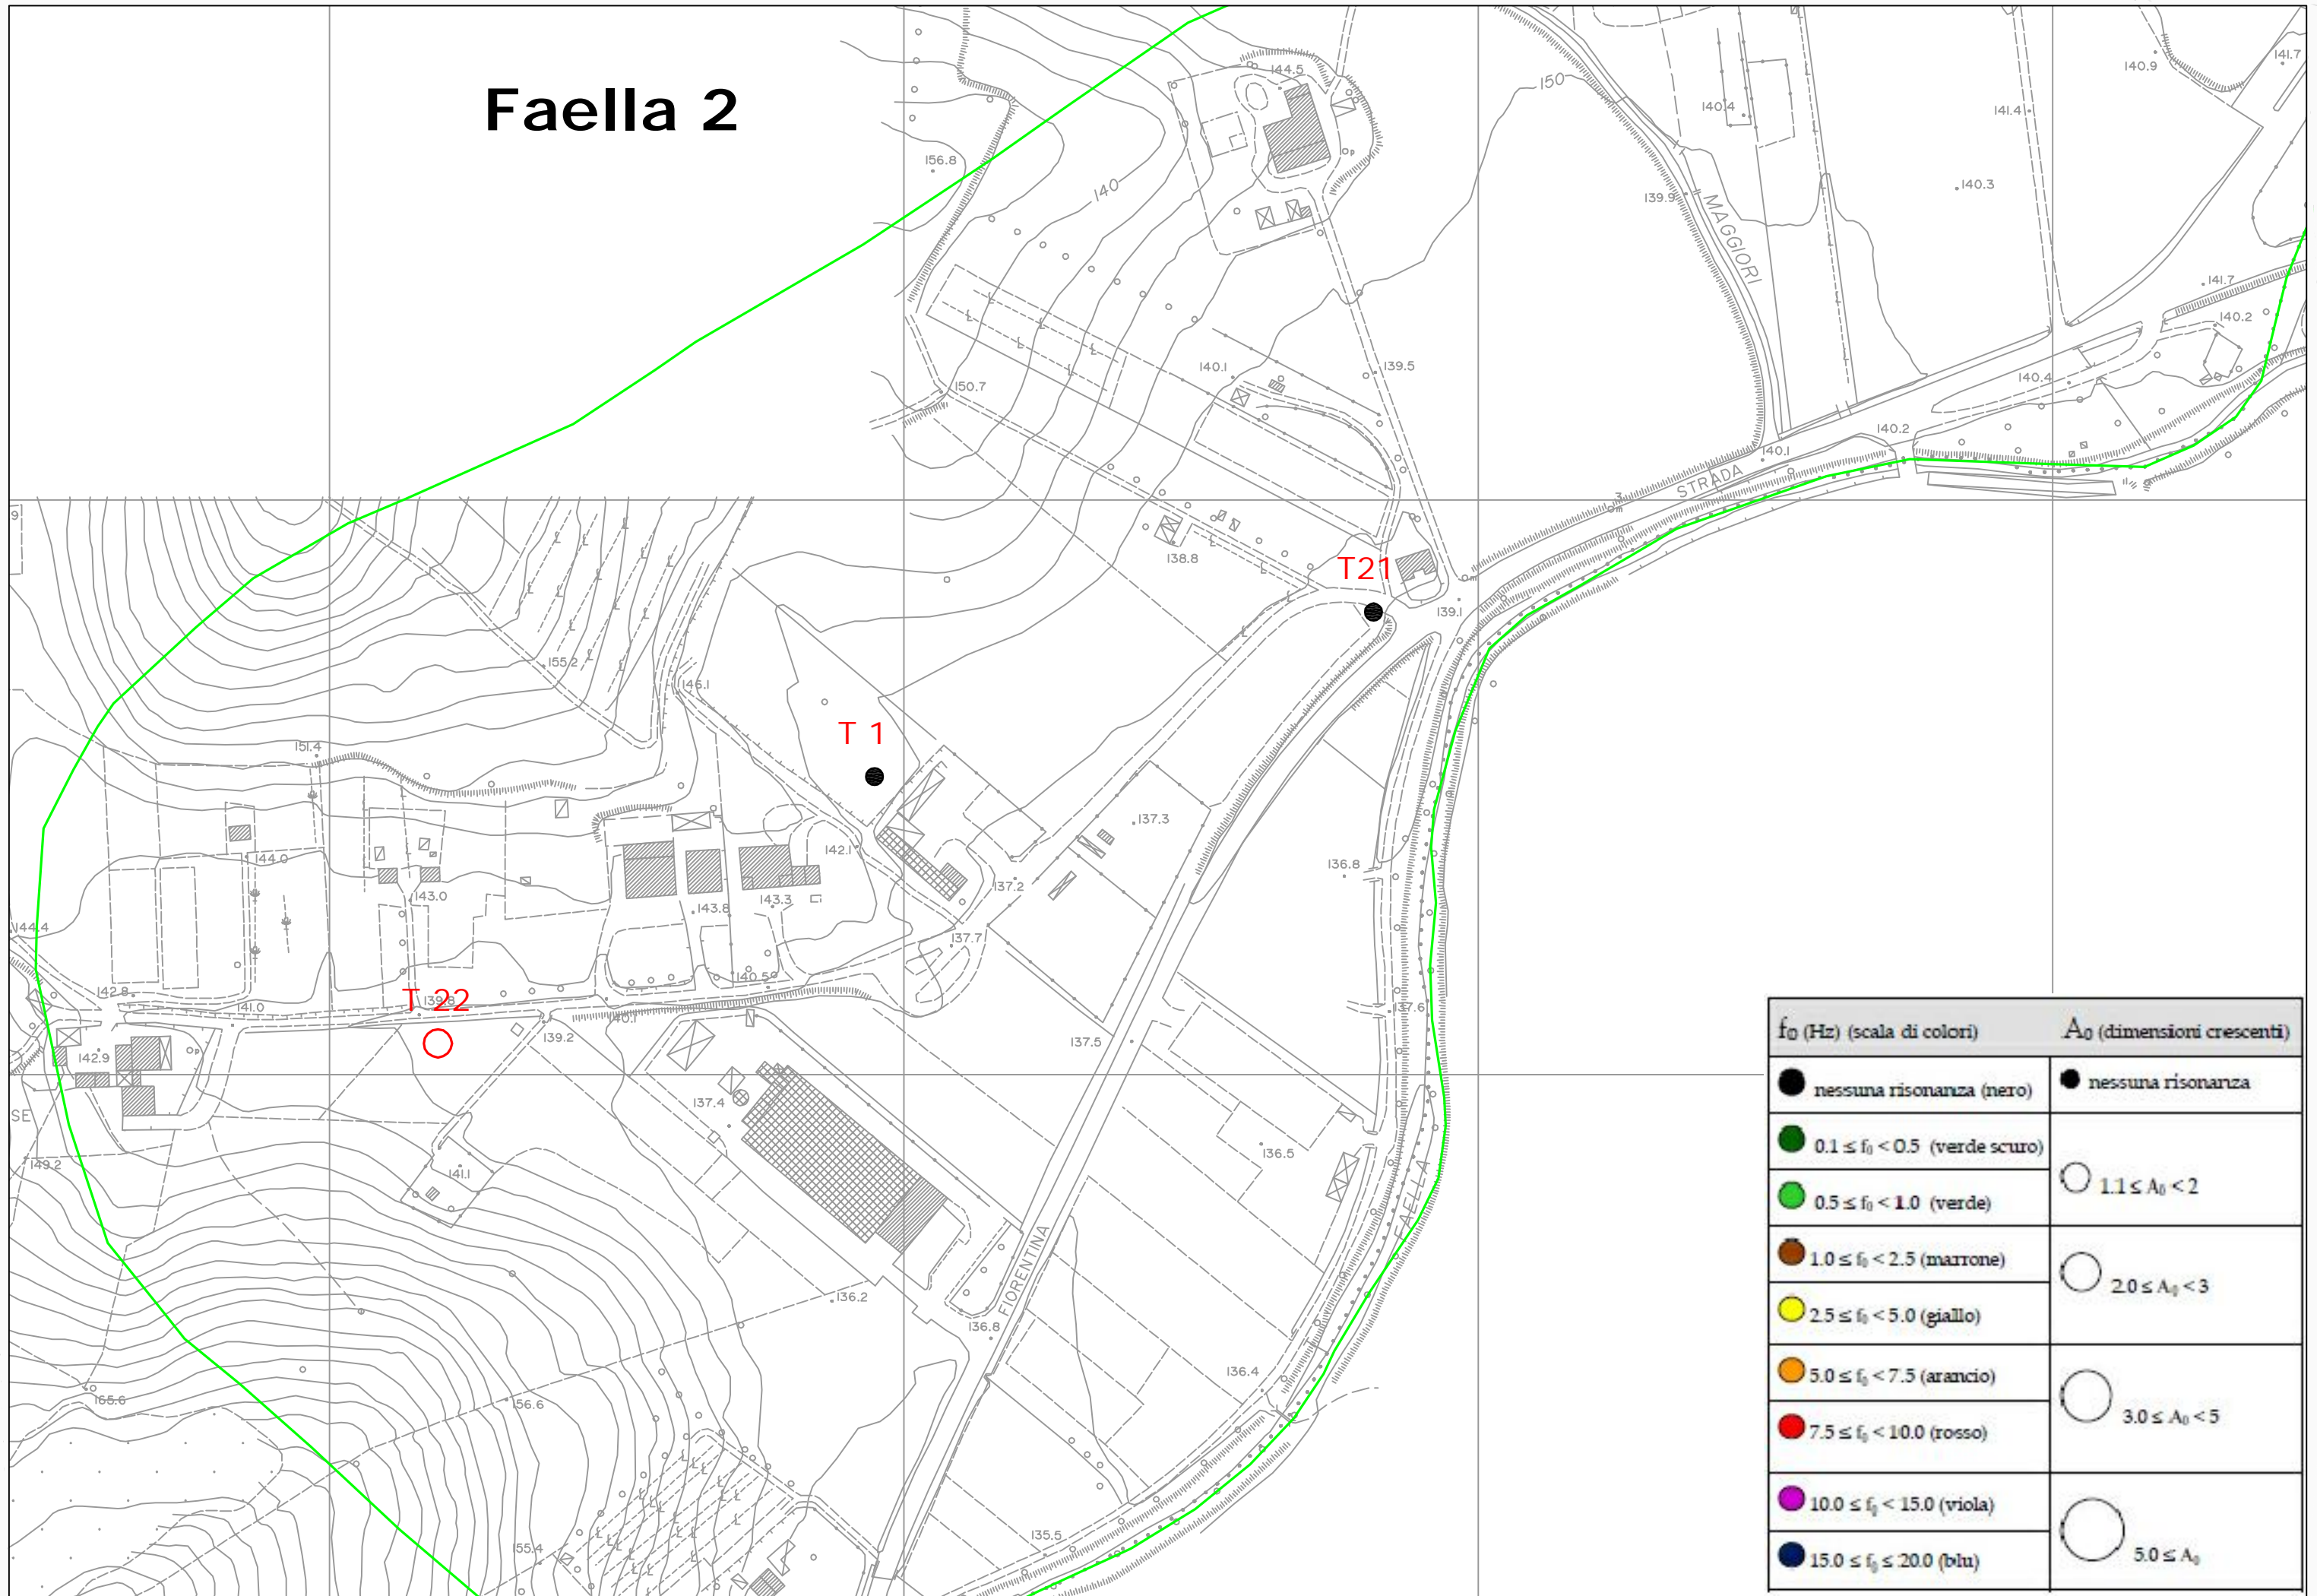 Faella 2
144.5
150
140.9
141.7
140.4
141.4
156.8
140
140.3
139.9
MAGGIORI
141.7
140.2
140.1
139.5
150.7
140.4
140.2
140.1
STRADA
138.8
T21
139.1
155.2
146.1
T 1
151.4
137.3
142.1
144.0
136.8
143.0
137.2
143.8
143.3
144.4
137.7
140.5
142.8
T 22
139.8
141.0
140.1
137.6
139.2
137.5
142.9
137.4
SE
136.5
149.2
141.1
FAELLA
FIORENTINA
136.2
136.8
136.4
165.6
156.6
135.5
155.4
f0 (Hz) (scala di colori) A0 (dimensioni crescenti)
nessuna risonanza (nero) nessuna risonanza
0.1 ≤ f0 < 0.5 (verde scuro)
1.1 ≤ A0 < 2
0.5 ≤ f0 < 1.0 (verde)
1.0 ≤ f0 < 2.5 (marrone)
2.0 ≤ A0 < 3
2.5 ≤ f0 < 5.0 (giallo)
5.0 ≤ f0 < 7.5 (arancio)
3.0 ≤ A0 < 5
7.5 ≤ f0 < 10.0 (rosso)
10.0 ≤ f0 < 15.0 (viola)
5.0 ≤ A0
15.0 ≤ f0 ≤ 20.0 (blu)